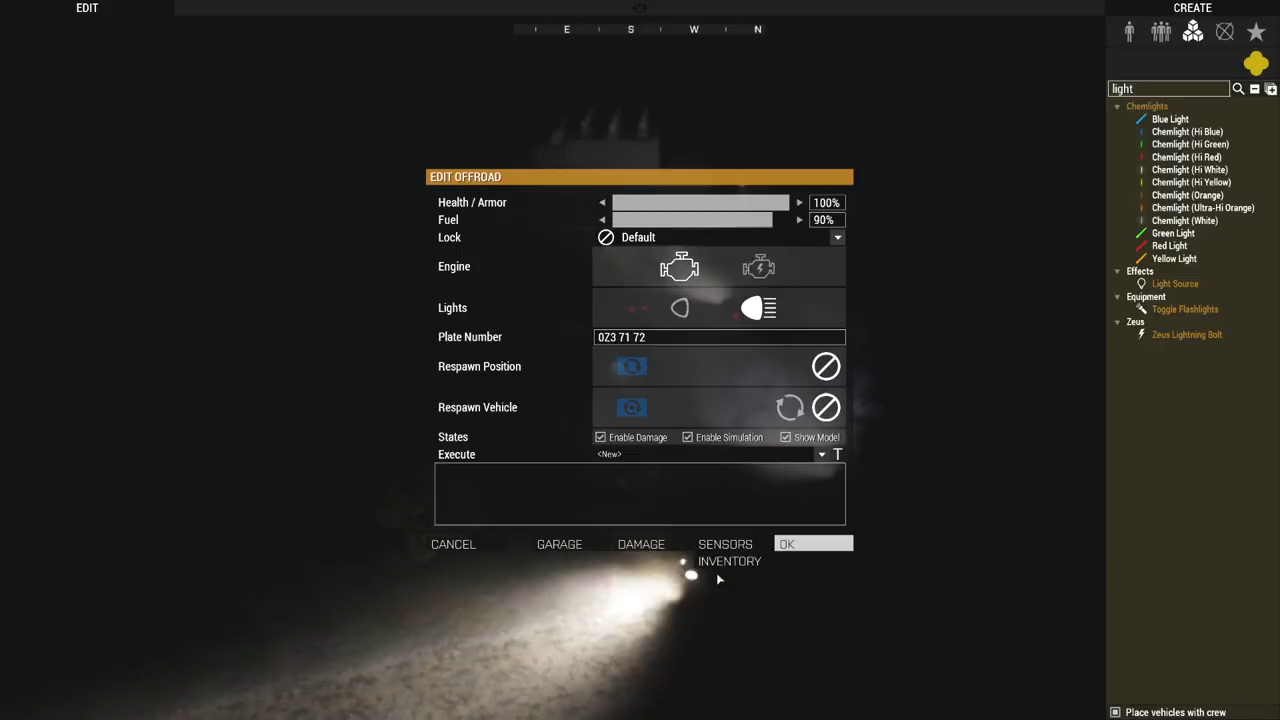 EDIT
E S W N
CREATE
light
Chemlights
Blue Light
Chemlight (Hi Blue)
Chemlight (Hi Green)
Chemlight (Hi Red)
Chemlight (Hi White)
Chemlight (Hi Yellow)
Chemlight (Orange)
Chemlight (Ultra-Hi Orange)
Chemlight (White)
Green Light
Red Light
Yellow Light
Effects
Light Source
Equipment
Toggle Flashlights
Zeus
Zeus Lightning Bolt
EDIT OFFROAD
Health / Armor 100%
Fuel 90%
Lock Default
Engine
Lights
Plate Number 0Z3 71 72
Respawn Position
Respawn Vehicle
States Enable Damage Enable Simulation Show Model
Execute <New> T
CANCEL GARAGE DAMAGE SENSORS OK
INVENTORY
Place vehicles with crew